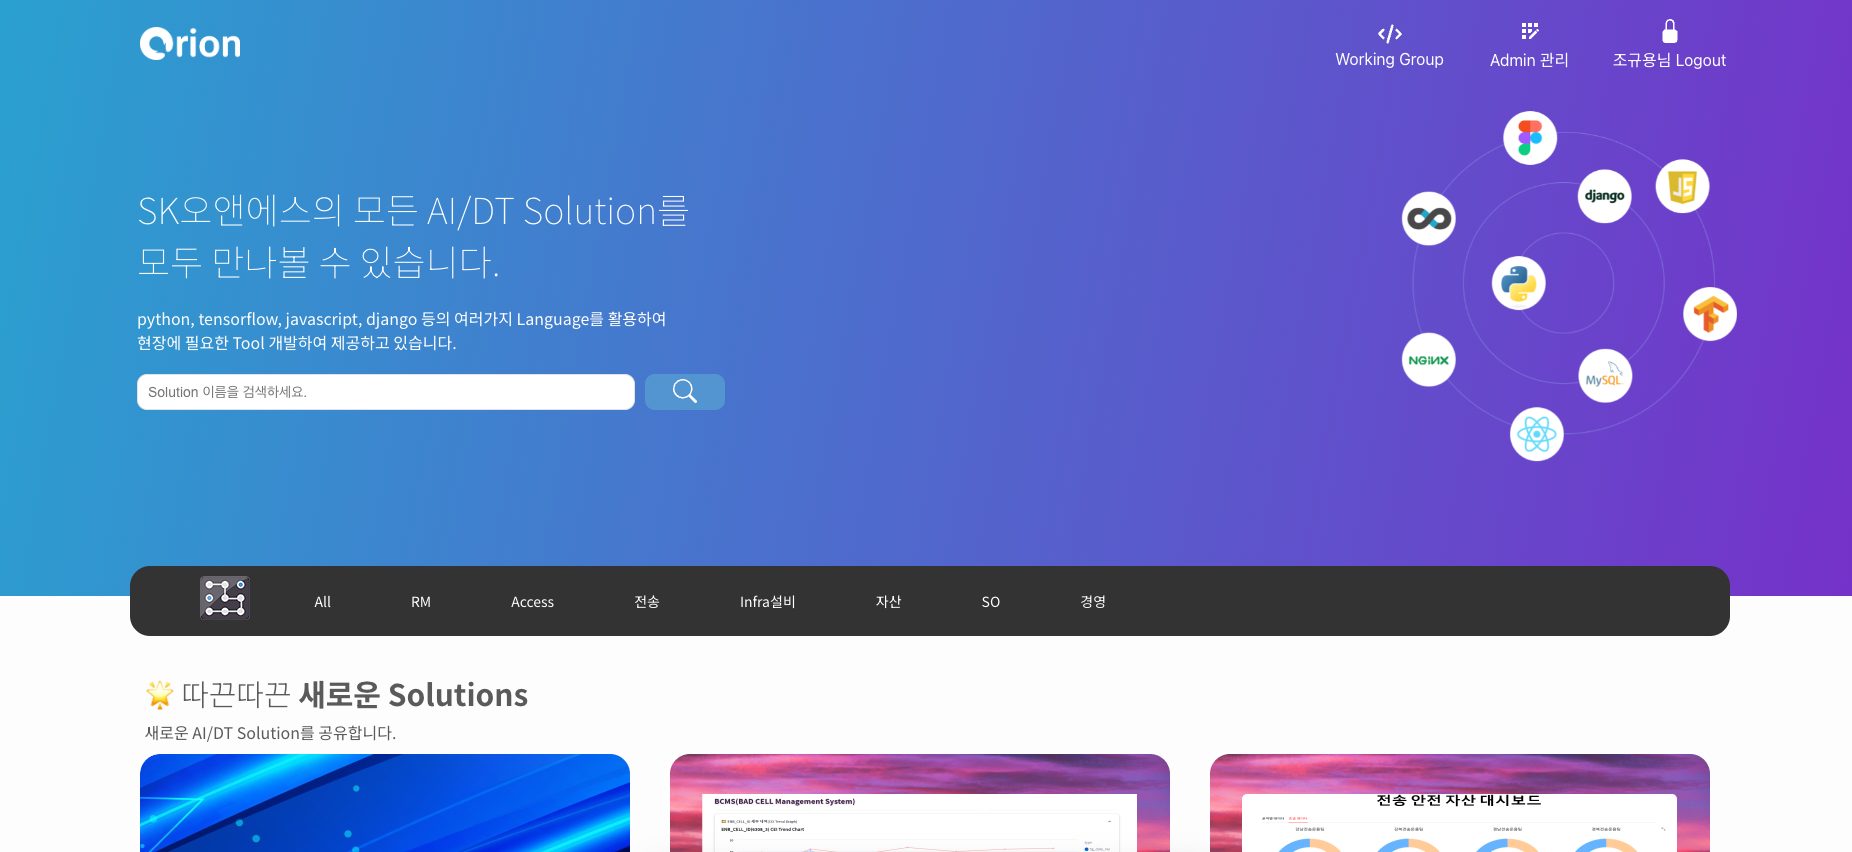 Orion
Working Group
Admin 관리
조규용님 Logout
SK오앤에스의 모든 AI/DT Solution를
모두 만나볼 수 있습니다.
python, tensorflow, javascript, django 등의 여러가지 Language를 활용하여
현장에 필요한 Tool 개발하여 제공하고 있습니다.
Solution 이름을 검색하세요.
JS
django
NGINX
MySQL
All
RM
Access
전송
Infra설비
자산
SO
경영
따끈따끈 새로운 Solutions
새로운 AI/DT Solution를 공유합니다.
BCMS(BAD CELL Management System)
전송 안전 자산 대시보드